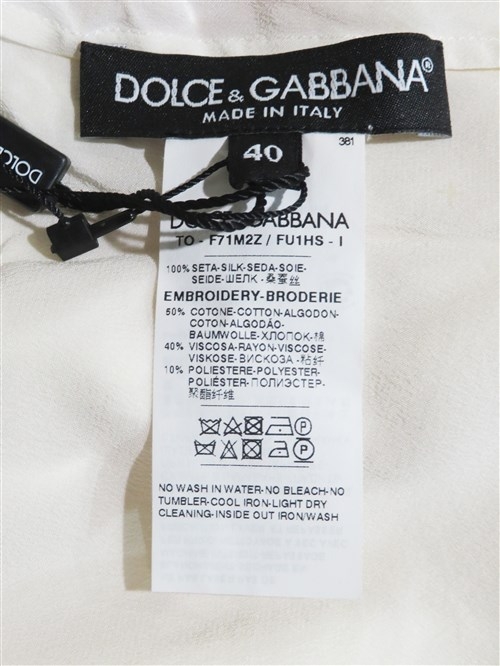 DOLCE & GABBANA®
MADE IN ITALY
40
381
DOLCE
DOLCE & GABBANA
TO - F71M2Z / FU1HS - I
100% SETA-SILK-SEDA-SOIE-
SEIDE-ШЕЛК - 桑蚕丝
EMBROIDERY-BRODERIE
50% COTONE-COTTON-ALGODON-
COTON-ALGODÃO-
BAUMWOLLE-ХЛОПОК-棉
40% VISCOSA-RAYON-VISCOSE-
VISKOSE-ВИСКОЗА-粘纤
10% POLIESTERE-POLYESTER-
POLIÉSTER-ПОЛИЭСТЕР-
聚酯纤维
P
P
NO WASH IN WATER-NO BLEACH-NO
TUMBLER-COOL IRON-LIGHT DRY
CLEANING-INSIDE OUT IRON/WASH